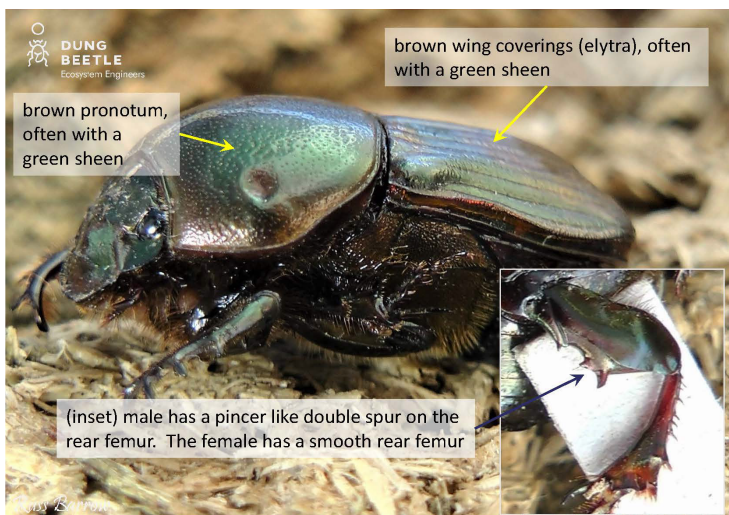 DUNG
BEETLE
Ecosystem Engineers
brown wing coverings (elytra), often
with a green sheen
brown pronotum,
often with a
green sheen
(inset) male has a pincer like double spur on the
rear femur.  The female has a smooth rear femur